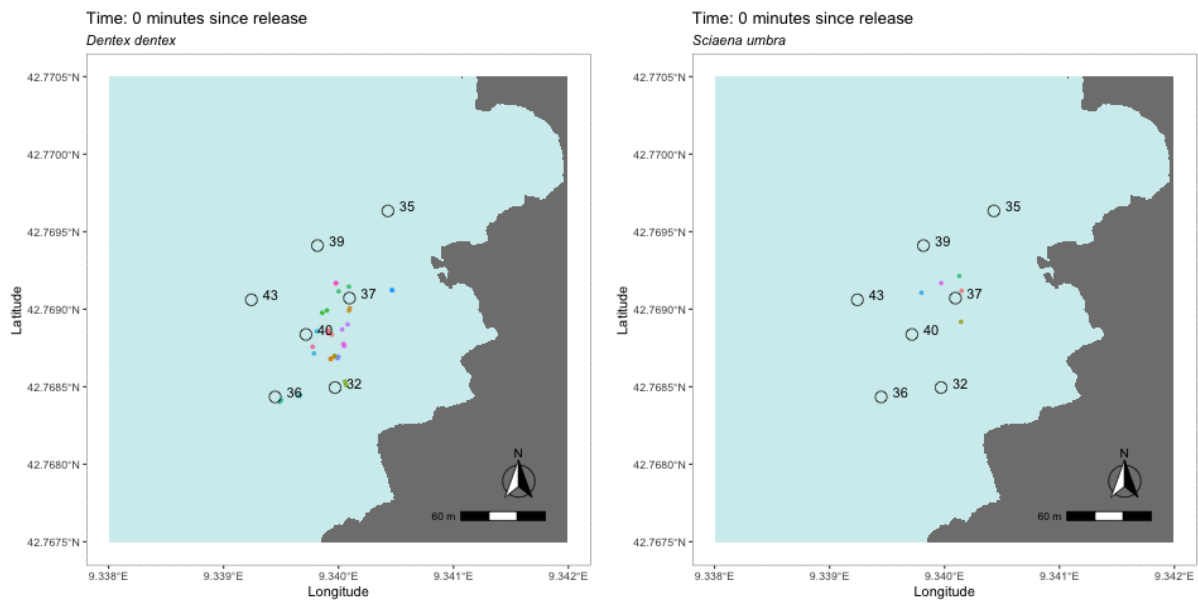 Time: 0 minutes since release
Dentex dentex
42.7705°N
42.7700°N
42.7695°N
42.7690°N
42.7685°N
42.7680°N
42.7675°N
Latitude
35
39
43
37
40
36
32
N
60 m
9.338°E 9.339°E 9.340°E 9.341°E 9.342°E
Longitude
Time: 0 minutes since release
Sciaena umbra
42.7705°N
42.7700°N
42.7695°N
42.7690°N
42.7685°N
42.7680°N
42.7675°N
Latitude
35
39
43
37
40
36
32
N
60 m
9.338°E 9.339°E 9.340°E 9.341°E 9.342°E
Longitude